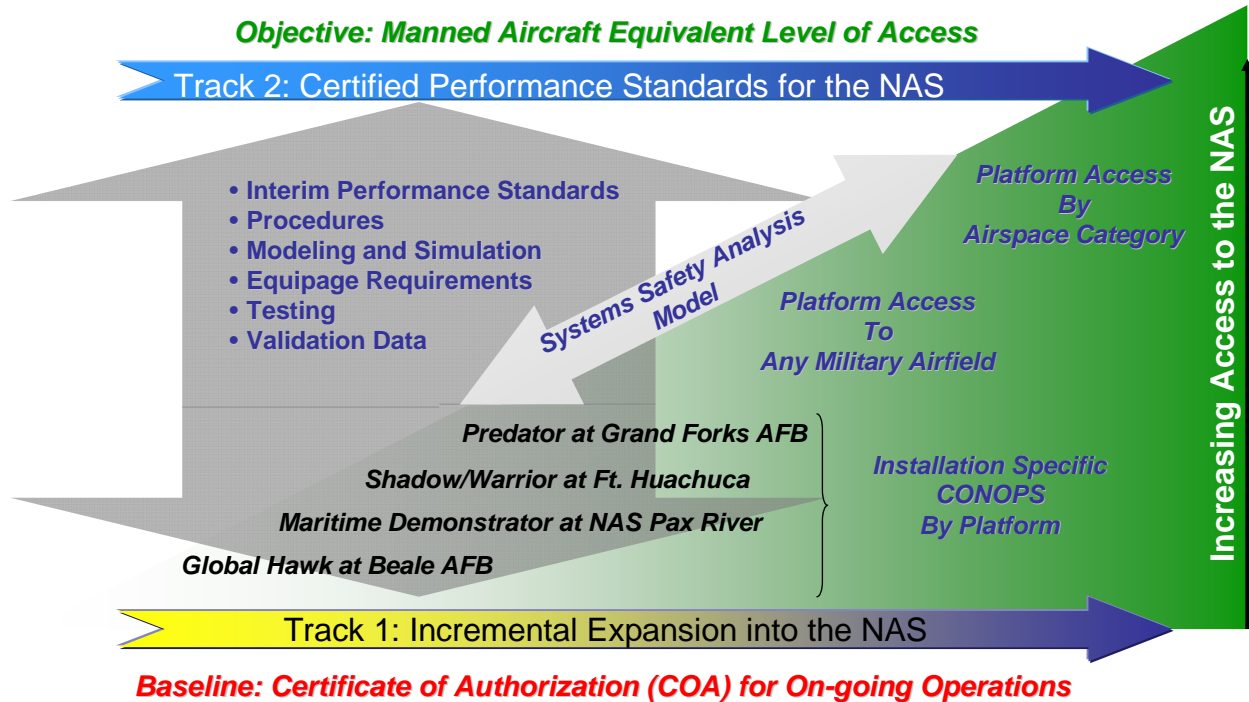 Objective: Manned Aircraft Equivalent Level of Access
Track 2: Certified Performance Standards for the NAS
• Interim Performance Standards
• Procedures
• Modeling and Simulation
• Equipage Requirements
• Testing
• Validation Data
Systems Safety Analysis
Model
Platform Access
By
Airspace Category
Platform Access
To
Any Military Airfield
Increasing Access to the NAS
Predator at Grand Forks AFB
Shadow/Warrior at Ft. Huachuca
Maritime Demonstrator at NAS Pax River
Global Hawk at Beale AFB
Installation Specific
CONOPS
By Platform
Track 1: Incremental Expansion into the NAS
Baseline: Certificate of Authorization (COA) for On-going Operations